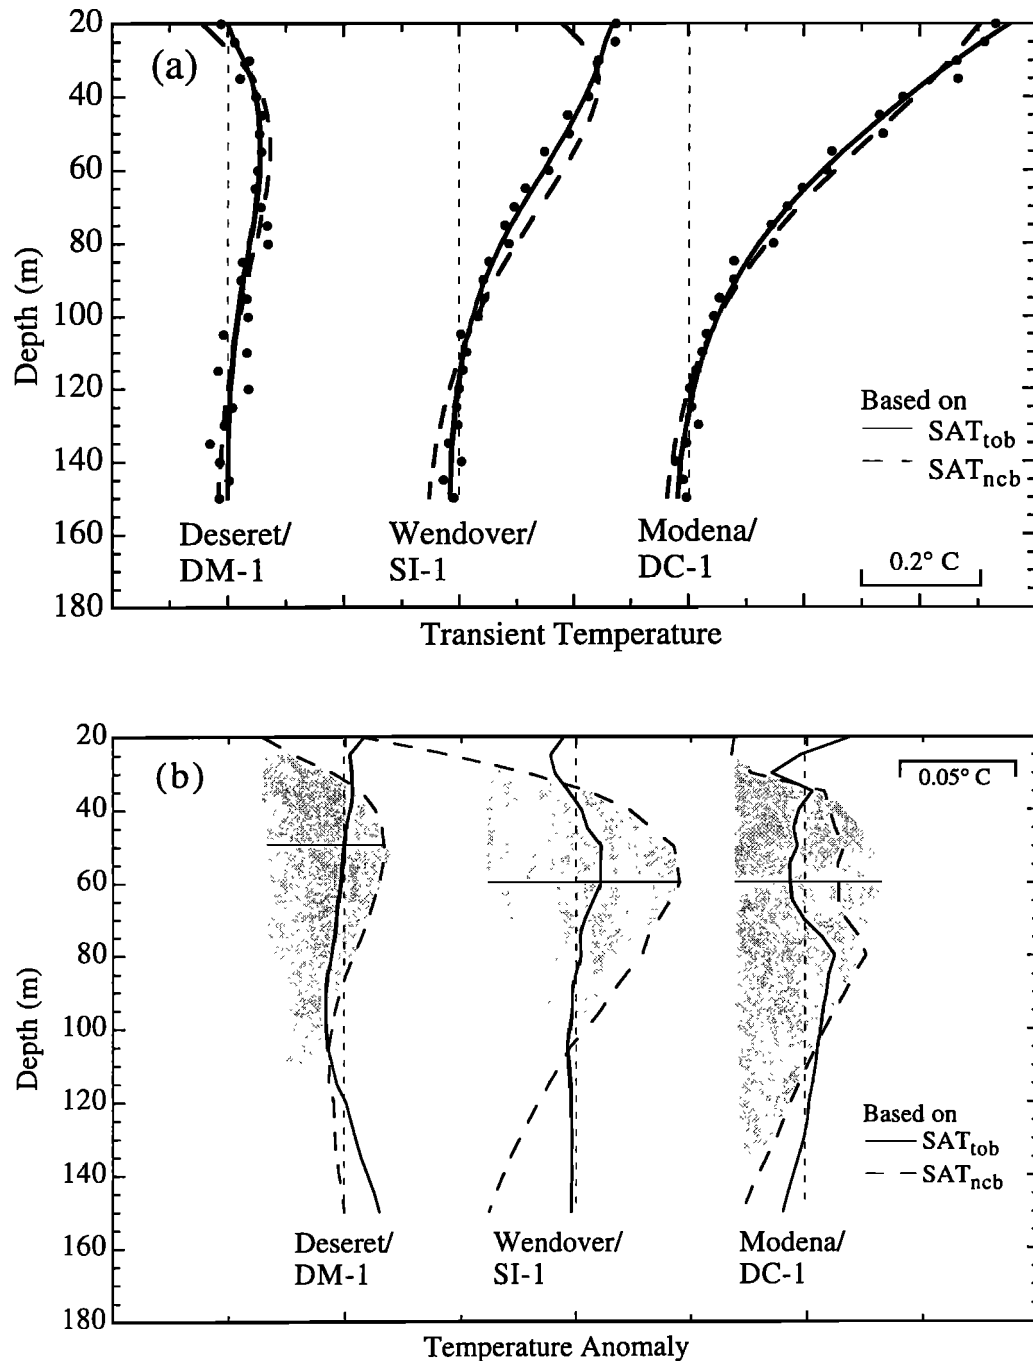 (a)
20
40
60
80
100
120
140
160
180
Depth (m)
Based on
SATtob
SATncb
Deseret/
DM-1
Wendover/
SI-1
Modena/
DC-1
0.2° C
Transient Temperature
(b)
20
40
60
80
100
120
140
160
180
Depth (m)
0.05° C
Based on
SATtob
SATncb
Deseret/
DM-1
Wendover/
SI-1
Modena/
DC-1
Temperature Anomaly